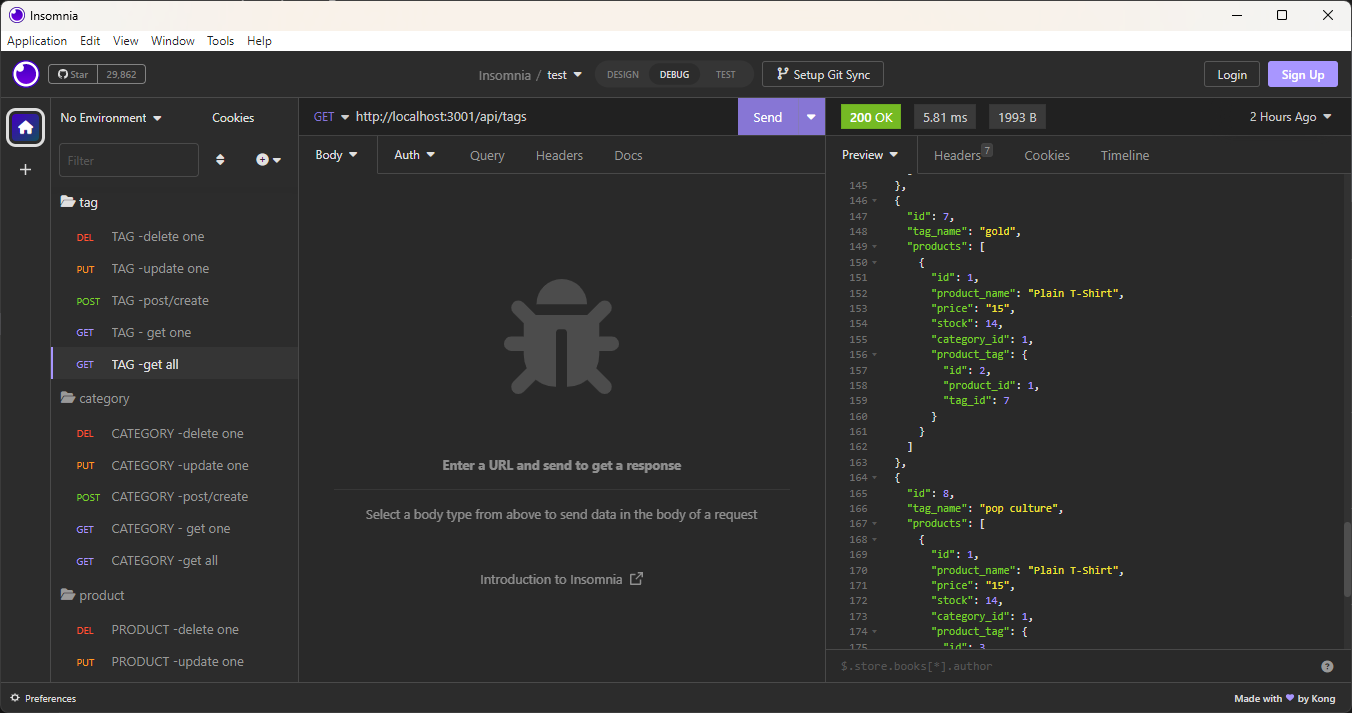 Insomnia
Application Edit View Window Tools Help
Star 29,862
Insomnia / test
DESIGN DEBUG TEST
Setup Git Sync
Login Sign Up
No Environment Cookies
Filter
tag
DEL TAG -delete one
PUT TAG -update one
POST TAG -post/create
GET TAG - get one
GET TAG -get all
category
DEL CATEGORY -delete one
PUT CATEGORY -update one
POST CATEGORY -post/create
GET CATEGORY - get one
GET CATEGORY -get all
product
DEL PRODUCT -delete one
PUT PRODUCT -update one
GET http://localhost:3001/api/tags Send
Body Auth Query Headers Docs
Enter a URL and send to get a response
Select a body type from above to send data in the body of a request
Introduction to Insomnia
200 OK 5.81 ms 1993 B 2 Hours Ago
Preview Headers 7 Cookies Timeline
145 },
146 {
147 "id": 7,
148 "tag_name": "gold",
149 "products": [
150 {
151 "id": 1,
152 "product_name": "Plain T-Shirt",
153 "price": "15",
154 "stock": 14,
155 "category_id": 1,
156 "product_tag": {
157 "id": 2,
158 "product_id": 1,
159 "tag_id": 7
160 }
161 }
162 ]
163 },
164 {
165 "id": 8,
166 "tag_name": "pop culture",
167 "products": [
168 {
169 "id": 1,
170 "product_name": "Plain T-Shirt",
171 "price": "15",
172 "stock": 14,
173 "category_id": 1,
174 "product_tag": {
175 "id": 3
$.store.books[*].author ?
Preferences
Made with ♥ by Kong